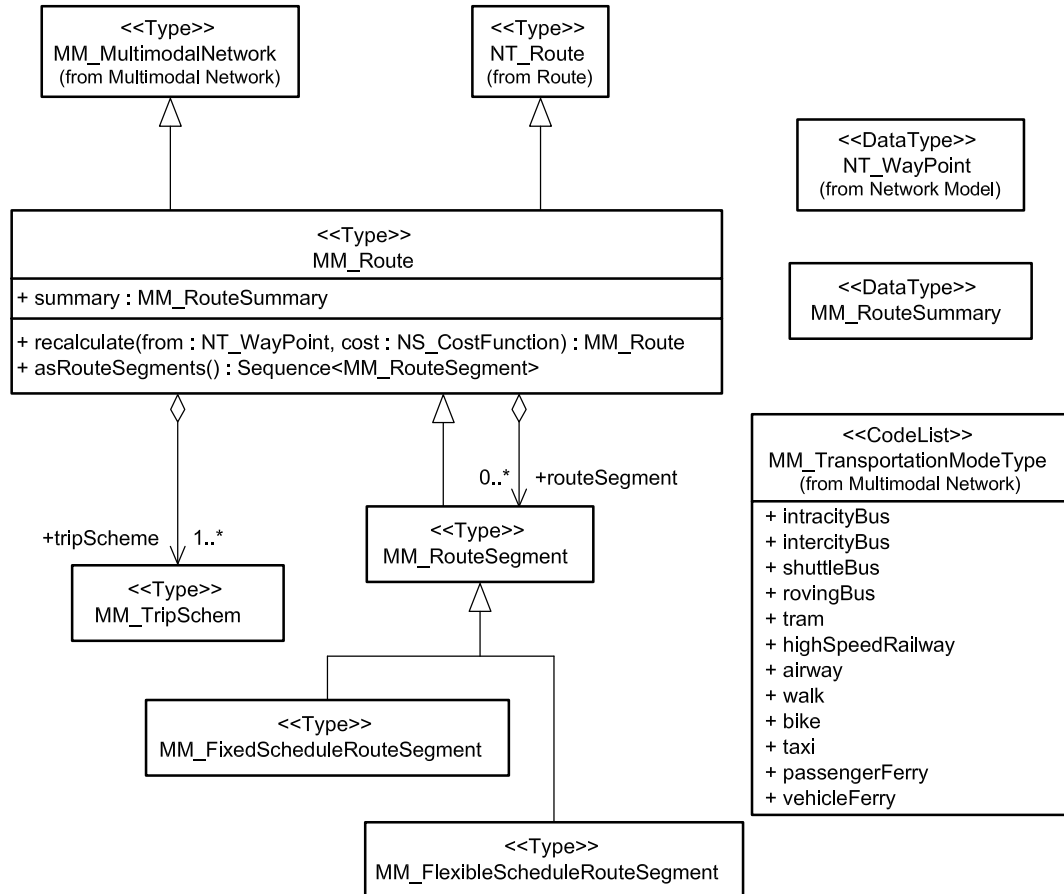 <<Type>>
MM_MultimodalNetwork
(from Multimodal Network)
<<Type>>
NT_Route
(from Route)
<<DataType>>
NT_WayPoint
(from Network Model)
<<Type>>
MM_Route
+ summary : MM_RouteSummary
+ recalculate(from : NT_WayPoint, cost : NS_CostFunction) : MM_Route
+ asRouteSegments() : Sequence<MM_RouteSegment>
<<DataType>>
MM_RouteSummary
0..*
+routeSegment
+tripScheme
1..*
<<Type>>
MM_TripSchem
<<Type>>
MM_RouteSegment
<<Type>>
MM_FixedScheduleRouteSegment
<<Type>>
MM_FlexibleScheduleRouteSegment
<<CodeList>>
MM_TransportationModeType
(from Multimodal Network)
+ intracityBus
+ intercityBus
+ shuttleBus
+ rovingBus
+ tram
+ highSpeedRailway
+ airway
+ walk
+ bike
+ taxi
+ passengerFerry
+ vehicleFerry